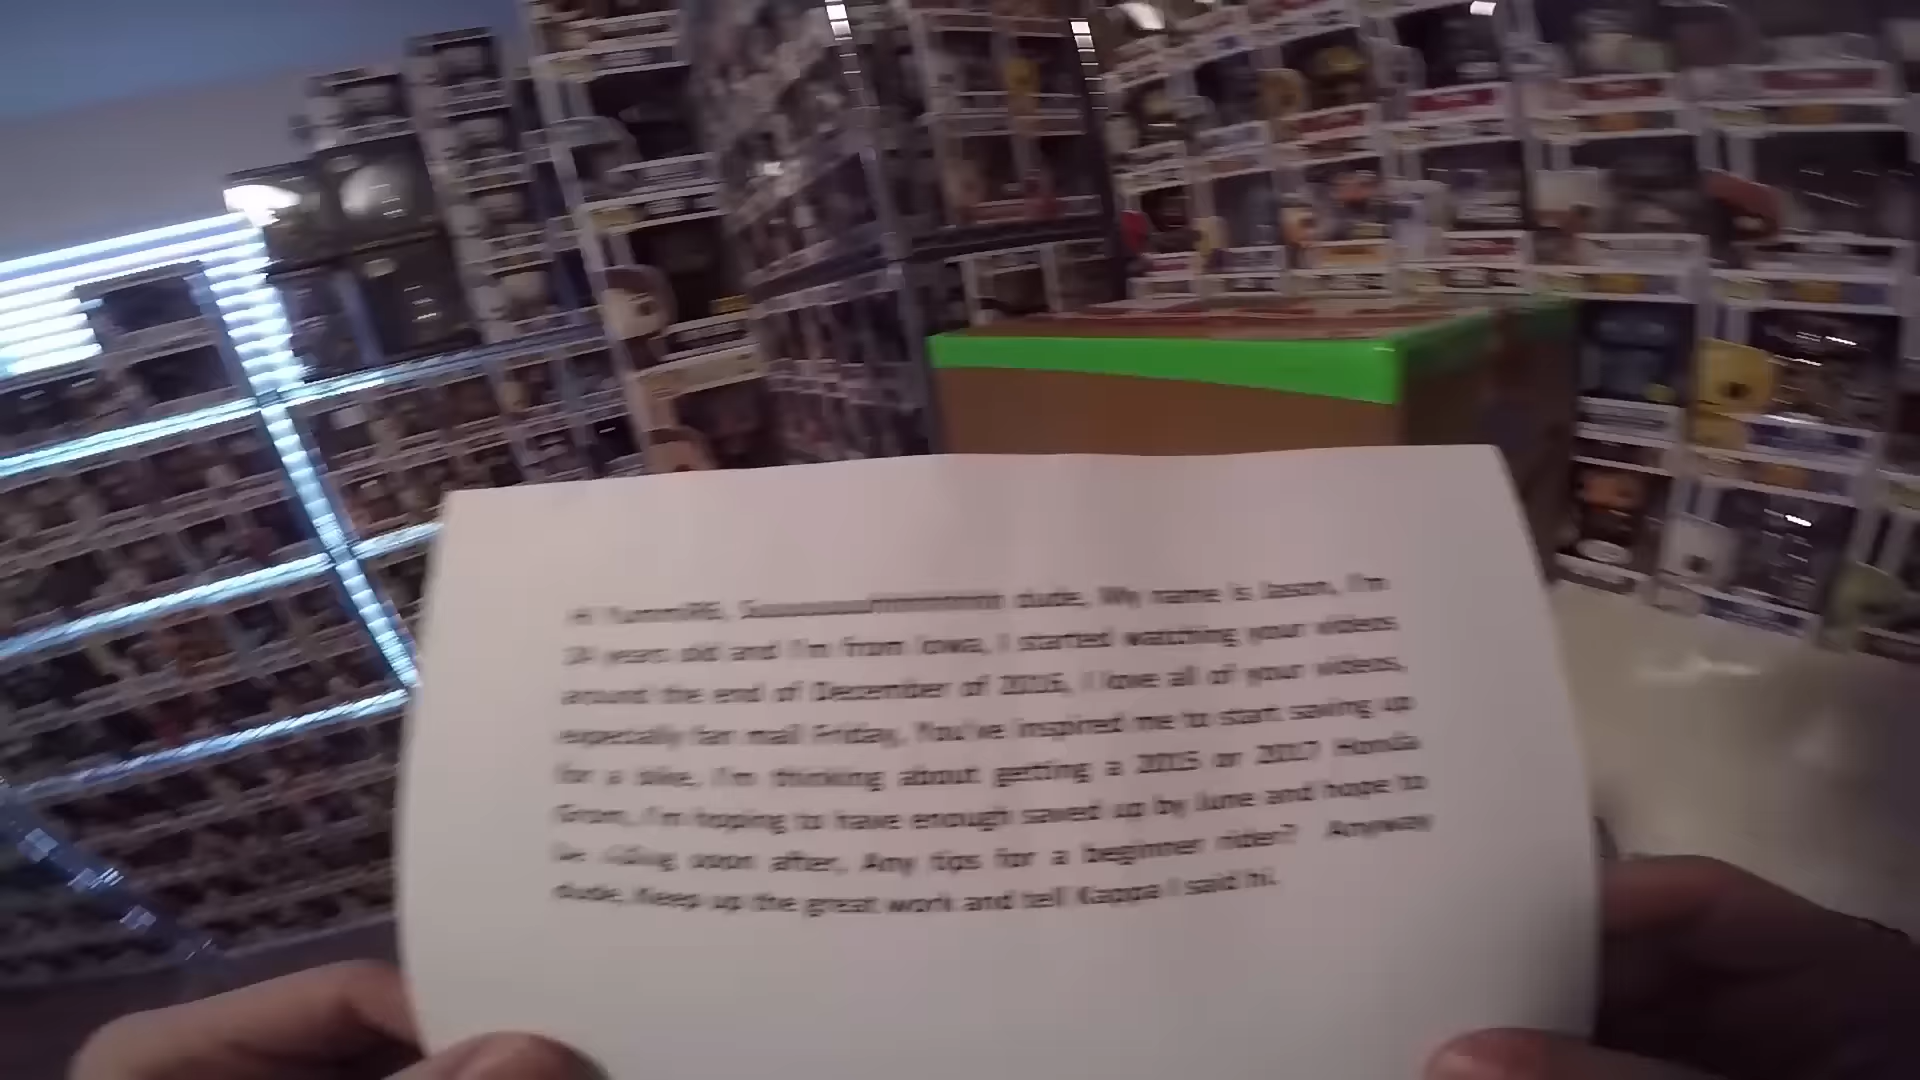 Hi YummiR6, Suuuuuuuhhhhhhhhh dude, My name is Jason, I'm
years old and I'm from Iowa, I started watching your videos
around the end of December of 2016, I love all of your videos,
especially fan mail Friday, You've inspired me to start saving up
for a bike, I'm thinking about getting a 2015 or 2017 Honda
Grom, I'm hoping to have enough saved up by June and hope to
be riding soon after, Any tips for a beginner rider? Anyway
dude, Keep up the great work and tell Kappa I said hi.